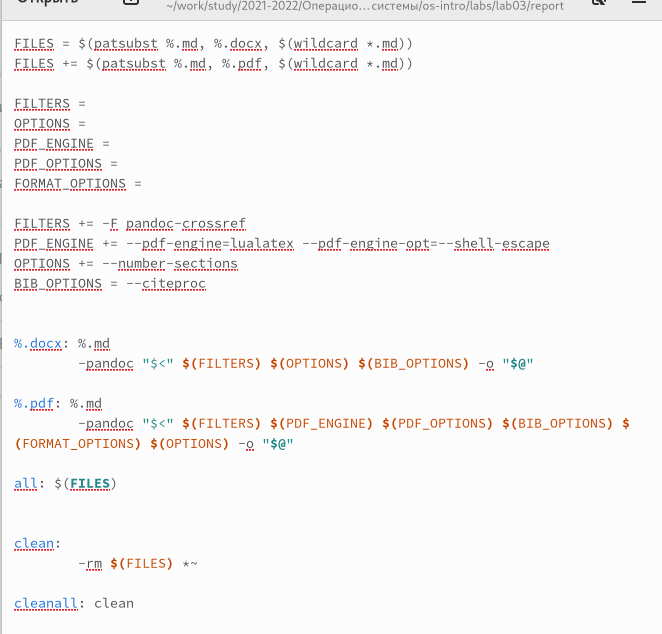 Открыть
~/work/study/2021-2022/Операцио…системы/os-intro/labs/lab03/report
FILES = $(patsubst %.md, %.docx, $(wildcard *.md))
FILES += $(patsubst %.md, %.pdf, $(wildcard *.md))
FILTERS =
OPTIONS =
PDF_ENGINE =
PDF_OPTIONS =
FORMAT_OPTIONS =
FILTERS += -F pandoc-crossref
PDF_ENGINE += --pdf-engine=lualatex --pdf-engine-opt=--shell-escape
OPTIONS += --number-sections
BIB_OPTIONS = --citeproc
%.docx: %.md
-pandoc "$<" $(FILTERS) $(OPTIONS) $(BIB_OPTIONS) -o "$@"
%.pdf: %.md
-pandoc "$<" $(FILTERS) $(PDF_ENGINE) $(PDF_OPTIONS) $(BIB_OPTIONS) $
(FORMAT_OPTIONS) $(OPTIONS) -o "$@"
all: $(FILES)
clean:
-rm $(FILES) *~
cleanall: clean